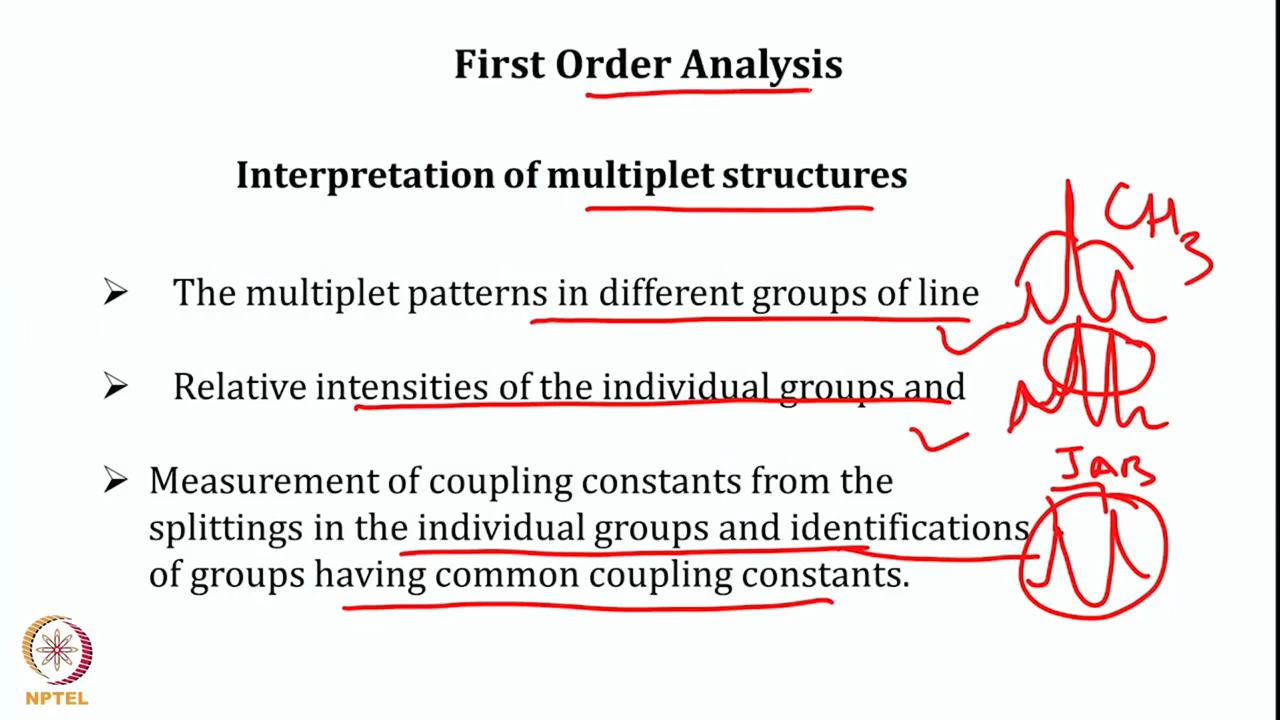 First Order Analysis
Interpretation of multiplet structures
CH3
➢ The multiplet patterns in different groups of line
➢ Relative intensities of the individual groups and
JAB
➢ Measurement of coupling constants from the
splittings in the individual groups and identifications
of groups having common coupling constants.
NPTEL